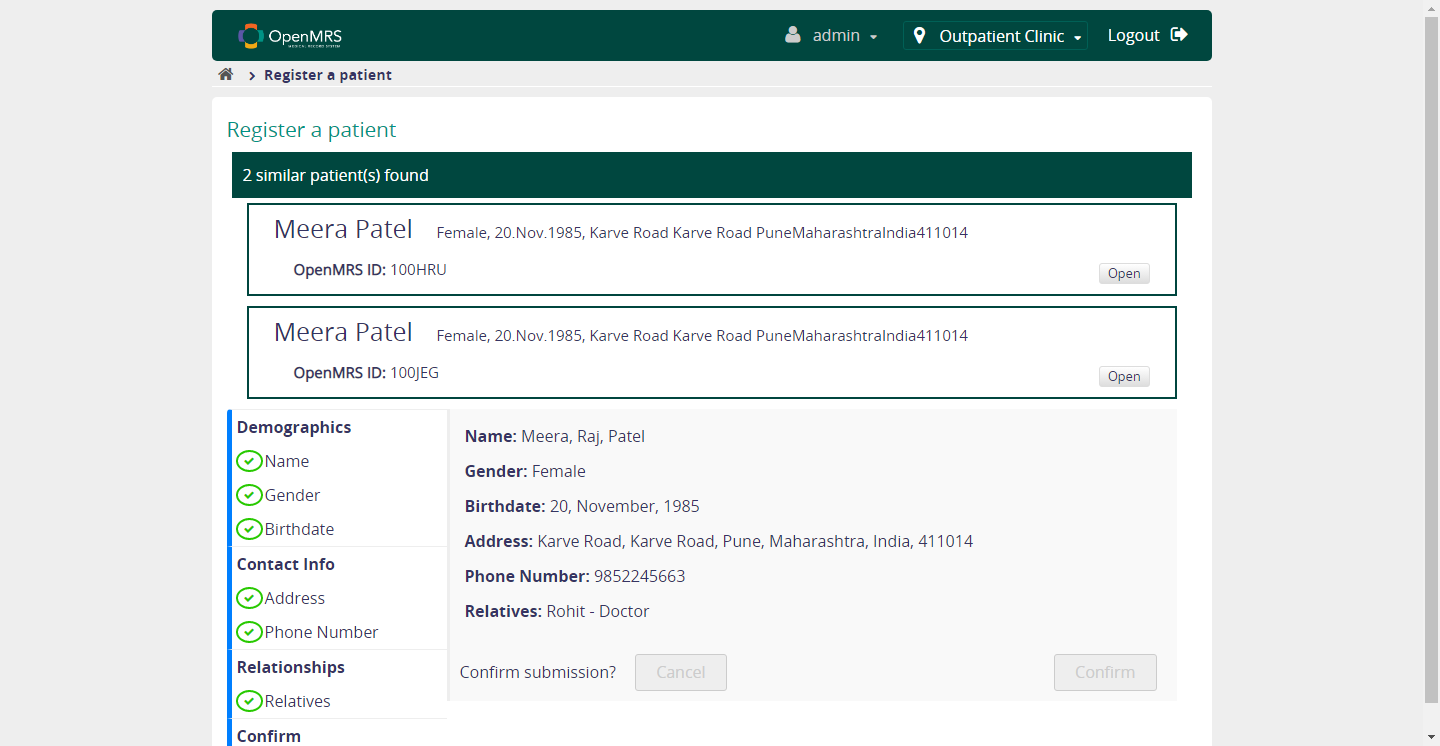 OpenMRS
MEDICAL RECORD SYSTEM
admin
Outpatient Clinic
Logout
Register a patient
Register a patient
2 similar patient(s) found
Meera Patel Female, 20.Nov.1985, Karve Road Karve Road PuneMaharashtraIndia411014
OpenMRS ID: 100HRU
Open
Meera Patel Female, 20.Nov.1985, Karve Road Karve Road PuneMaharashtraIndia411014
OpenMRS ID: 100JEG
Open
Demographics
Name
Gender
Birthdate
Contact Info
Address
Phone Number
Relationships
Relatives
Confirm
Name: Meera, Raj, Patel
Gender: Female
Birthdate: 20, November, 1985
Address: Karve Road, Karve Road, Pune, Maharashtra, India, 411014
Phone Number: 9852245663
Relatives: Rohit - Doctor
Confirm submission? Cancel Confirm